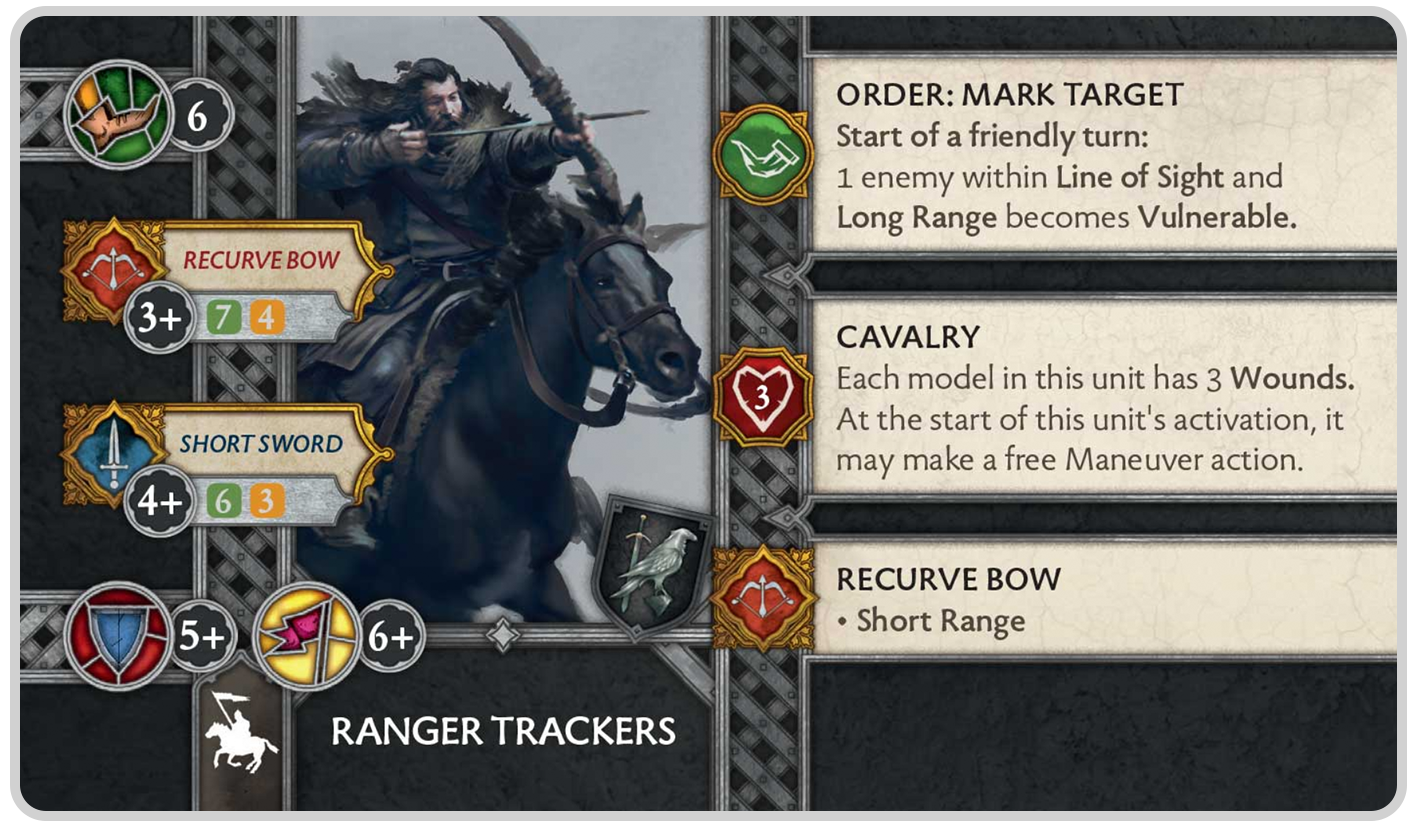 6
RECURVE BOW
3+ 7 4
SHORT SWORD
4+ 6 3
5+ 6+
RANGER TRACKERS
ORDER: MARK TARGET
Start of a friendly turn:
1 enemy within Line of Sight and
Long Range becomes Vulnerable.
3
CAVALRY
Each model in this unit has 3 Wounds.
At the start of this unit's activation, it
may make a free Maneuver action.
RECURVE BOW
• Short Range